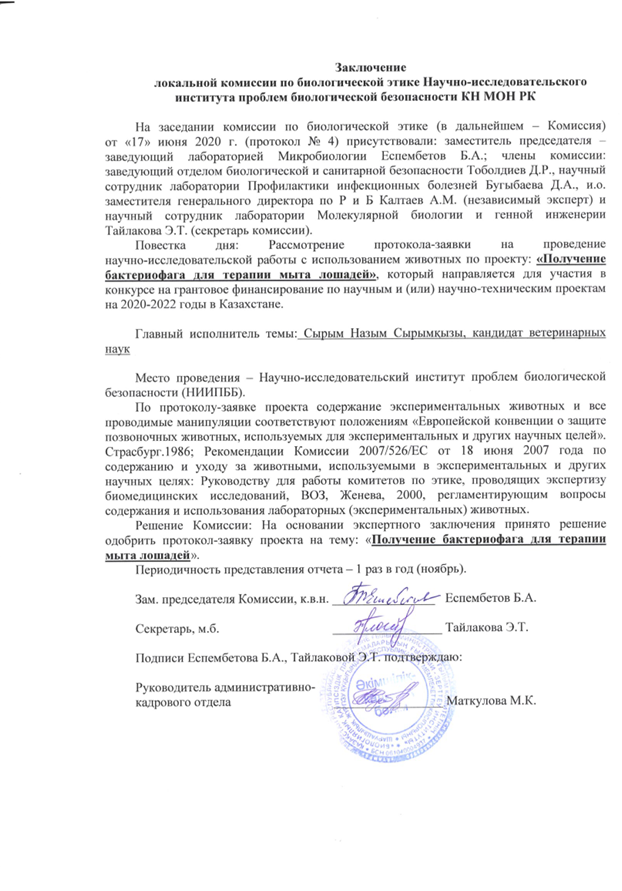 Заключение
локальной комиссии по биологической этике Научно-исследовательского
института проблем биологической безопасности КН МОН РК
На заседании комиссии по биологической этике (в дальнейшем – Комиссия)
от «17» июня 2020 г. (протокол № 4) присутствовали: заместитель председателя –
заведующий лабораторией Микробиологии Еспембетов Б.А.; члены комиссии:
заведующий отделом биологической и санитарной безопасности Тоболдиев Д.Р., научный
сотрудник лаборатории Профилактики инфекционных болезней Бугыбаева Д.А., и.о.
заместителя генерального директора по Р и Б Калтаев А.М. (независимый эксперт) и
научный сотрудник лаборатории Молекулярной биологии и генной инженерии
Тайлакова Э.Т. (секретарь комиссии).
Повестка дня: Рассмотрение протокола-заявки на проведение
научно-исследовательской работы с использованием животных по проекту: «Получение
бактериофага для терапии мыта лошадей», который направляется для участия в
конкурсе на грантовое финансирование по научным и (или) научно-техническим проектам
на 2020-2022 годы в Казахстане.
Главный исполнитель темы: Сырым Назым Сырымқызы, кандидат ветеринарных
наук
Место проведения – Научно-исследовательский институт проблем биологической
безопасности (НИИПББ).
По протоколу-заявке проекта содержание экспериментальных животных и все
проводимые манипуляции соответствуют положениям «Европейской конвенции о защите
позвоночных животных, используемых для экспериментальных и других научных целей».
Страсбург.1986; Рекомендации Комиссии 2007/526/ЕС от 18 июня 2007 года по
содержанию и уходу за животными, используемыми в экспериментальных и других
научных целях: Руководству для работы комитетов по этике, проводящих экспертизу
биомедицинских исследований, ВОЗ, Женева, 2000, регламентирующим вопросы
содержания и использования лабораторных (экспериментальных) животных.
Решение Комиссии: На основании экспертного заключения принято решение
одобрить протокол-заявку проекта на тему: «Получение бактериофага для терапии
мыта лошадей».
Периодичность представления отчета – 1 раз в год (ноябрь).
Зам. председателя Комиссии, к.в.н. Еспембетов Б.А.
Секретарь, м.б. Тайлакова Э.Т.
Подписи Еспембетова Б.А., Тайлаковой Э.Т. подтверждаю:
Руководитель административно-
кадрового отдела Маткулова М.К.